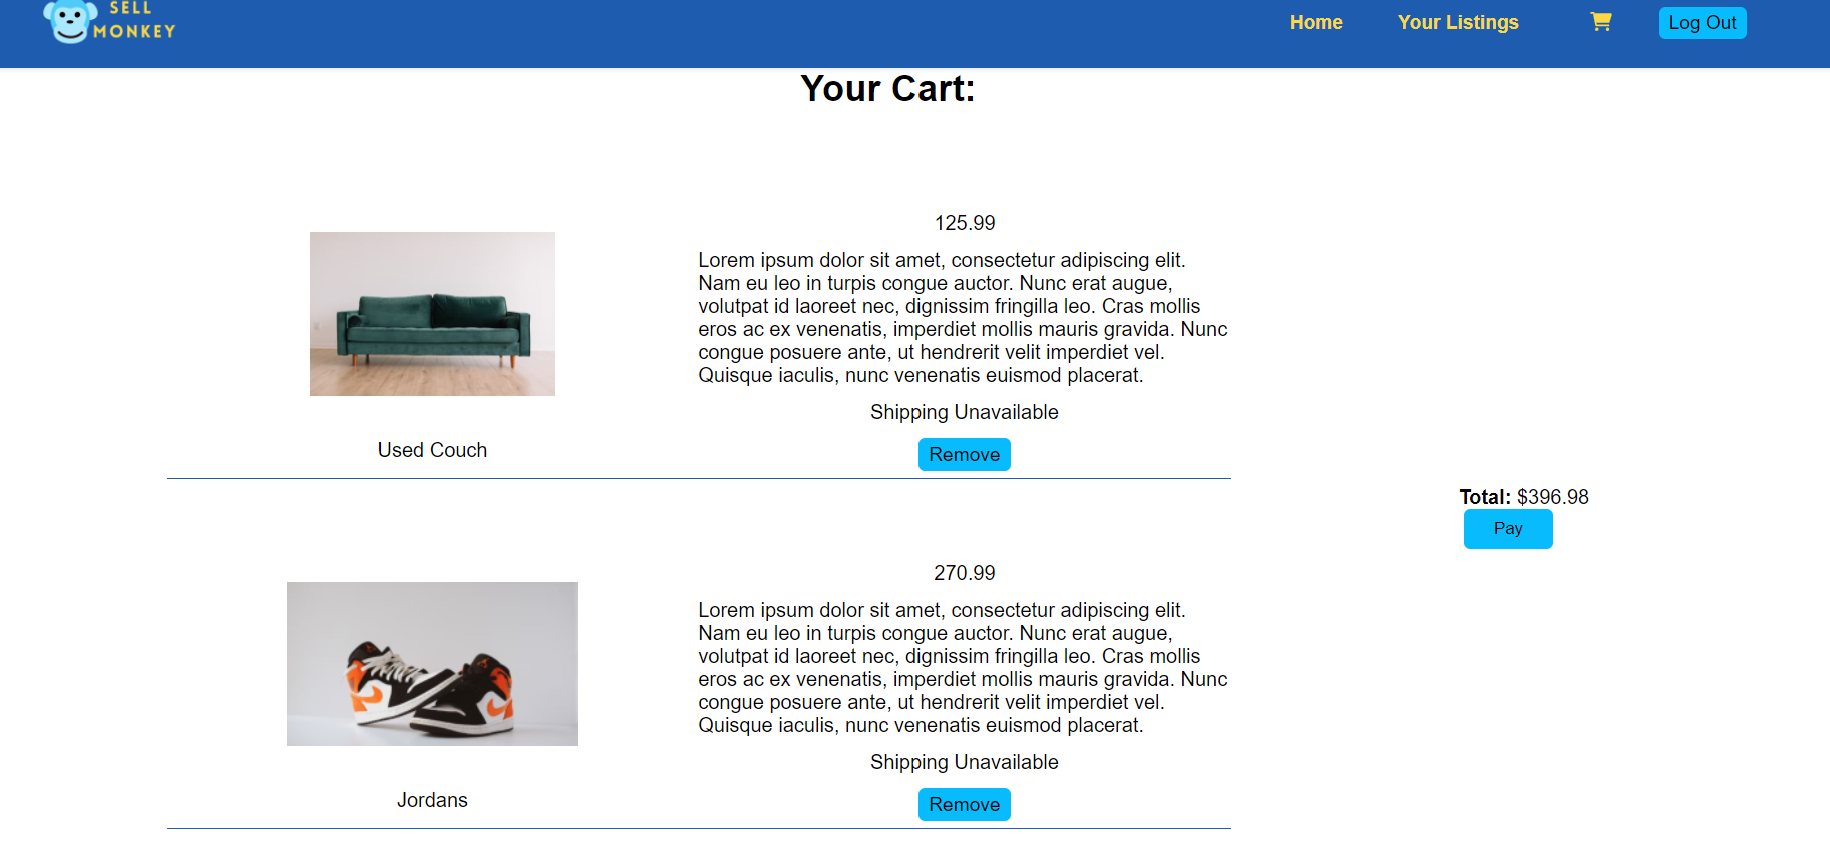 SELL
MONKEY
Home
Your Listings
Log Out
Your Cart:
125.99
Lorem ipsum dolor sit amet, consectetur adipiscing elit.
Nam eu leo in turpis congue auctor. Nunc erat augue,
volutpat id laoreet nec, dignissim fringilla leo. Cras mollis
eros ac ex venenatis, imperdiet mollis mauris gravida. Nunc
congue posuere ante, ut hendrerit velit imperdiet vel.
Quisque iaculis, nunc venenatis euismod placerat.
Shipping Unavailable
Used Couch
Remove
Total: $396.98
Pay
270.99
Lorem ipsum dolor sit amet, consectetur adipiscing elit.
Nam eu leo in turpis congue auctor. Nunc erat augue,
volutpat id laoreet nec, dignissim fringilla leo. Cras mollis
eros ac ex venenatis, imperdiet mollis mauris gravida. Nunc
congue posuere ante, ut hendrerit velit imperdiet vel.
Quisque iaculis, nunc venenatis euismod placerat.
Shipping Unavailable
Jordans
Remove